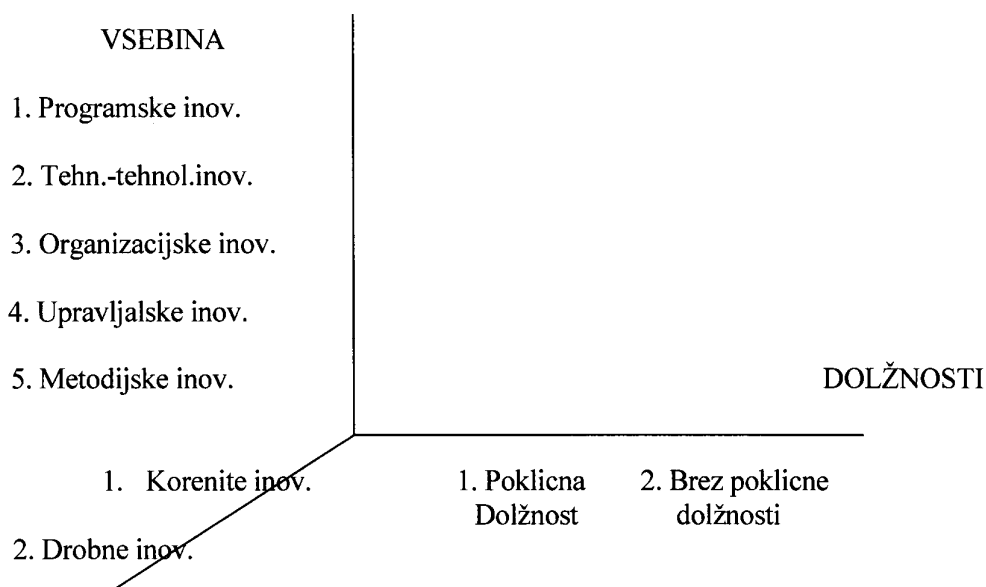 VSEBINA
1. Programske inov.
2. Tehn.-tehnol.inov.
3. Organizacijske inov.
4. Upravljalske inov.
5. Metodijske inov.
DOLŽNOSTI
1. Korenite inov.
1. Poklicna
Dolžnost
2. Brez poklicne
dolžnosti
2. Drobne inov.